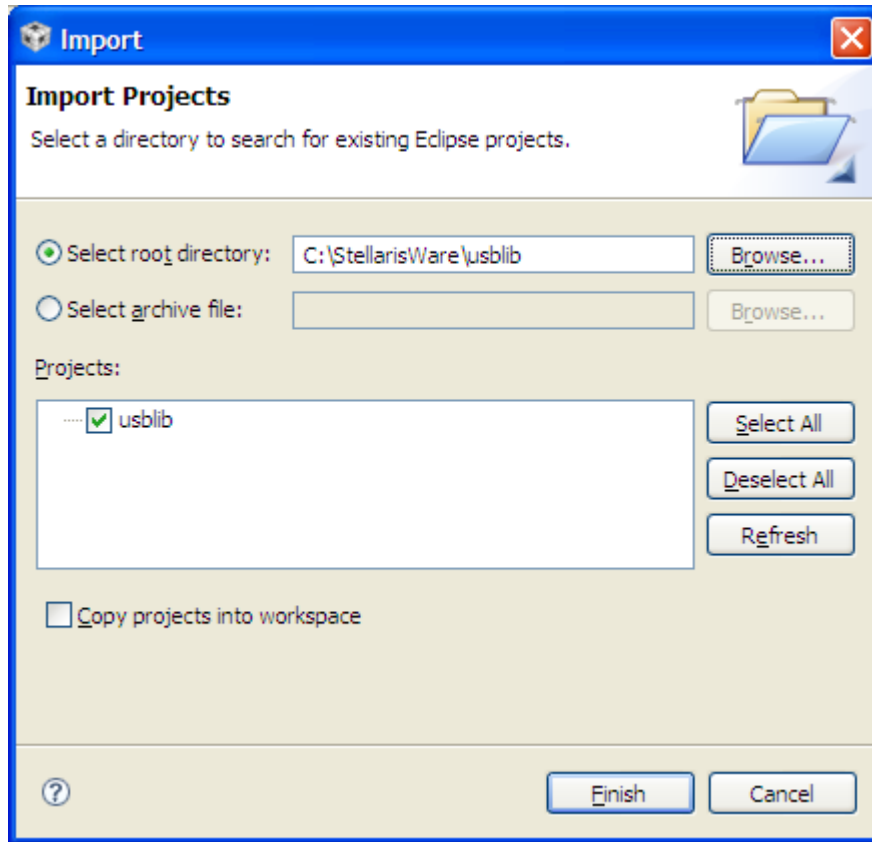 Import
Import Projects
Select a directory to search for existing Eclipse projects.
Select root directory: C:\StellarisWare\usblib Browse...
Select archive file: Browse...
Projects:
usblib
Select All
Deselect All
Refresh
Copy projects into workspace
? Finish Cancel